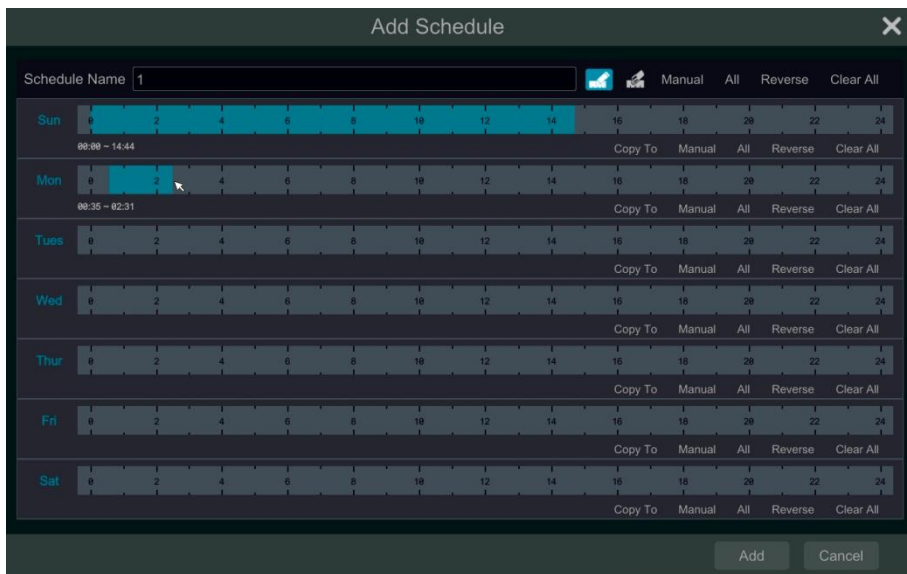 Add Schedule
Schedule Name 1 Manual All Reverse Clear All
Sun 0 2 4 6 8 10 12 14 16 18 20 22 24
00:00 ~ 14:44 Copy To Manual All Reverse Clear All
Mon 0 2 4 6 8 10 12 14 16 18 20 22 24
00:35 ~ 02:31 Copy To Manual All Reverse Clear All
Tues 0 2 4 6 8 10 12 14 16 18 20 22 24
Copy To Manual All Reverse Clear All
Wed 0 2 4 6 8 10 12 14 16 18 20 22 24
Copy To Manual All Reverse Clear All
Thur 0 2 4 6 8 10 12 14 16 18 20 22 24
Copy To Manual All Reverse Clear All
Fri 0 2 4 6 8 10 12 14 16 18 20 22 24
Copy To Manual All Reverse Clear All
Sat 0 2 4 6 8 10 12 14 16 18 20 22 24
Copy To Manual All Reverse Clear All
Add Cancel